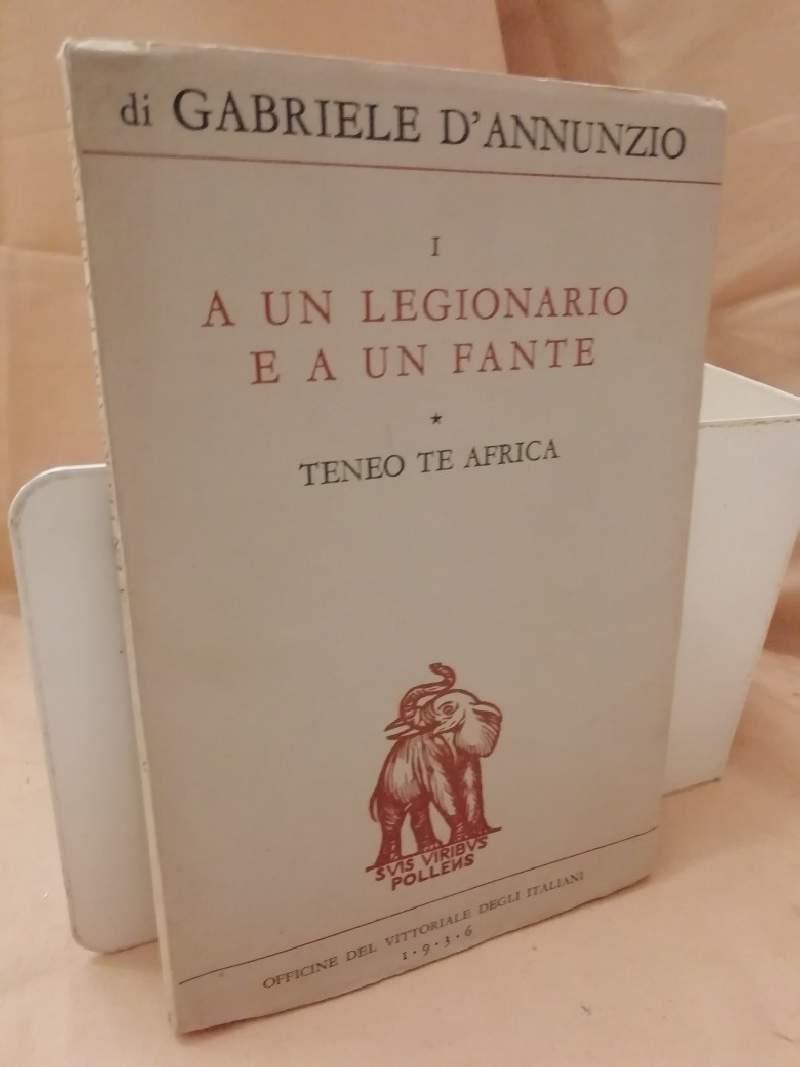 di GABRIELE D'ANNUNZIO
I
A UN LEGIONARIO
E A UN FANTE
*
TENEO TE AFRICA
SVIS VIRIBVS
POLLENS
OFFICINE DEL VITTORIALE DEGLI ITALIANI
1·9·3·6